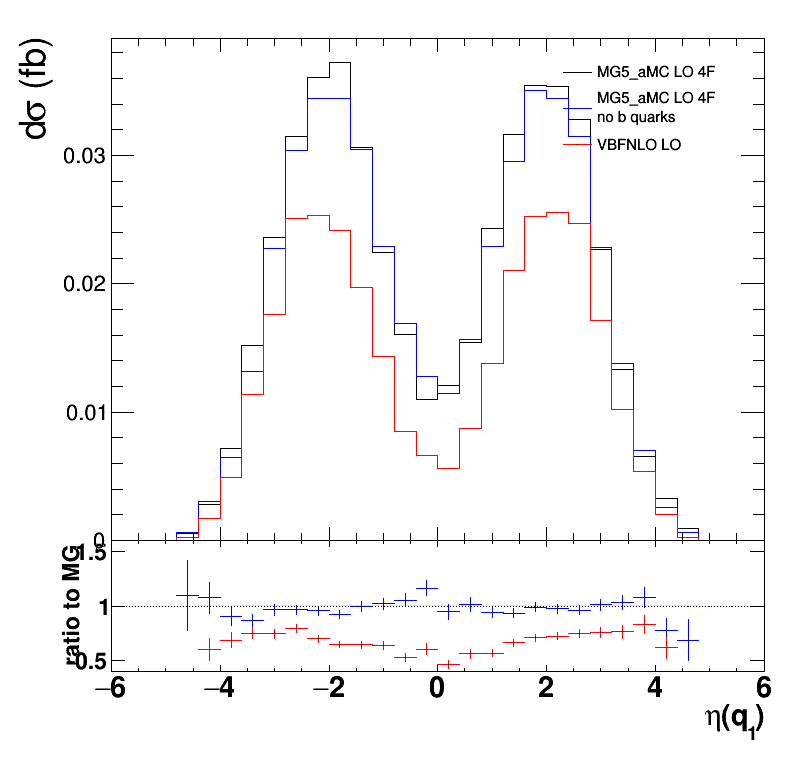 dσ (fb)
MG5_aMC LO 4F
MG5_aMC LO 4F
no b quarks
VBFNLO LO
0.03
0.02
0.01
0
ratio to MG
1.5
1
0.5
−6 −4 −2 0 2 4 6
η(q1)